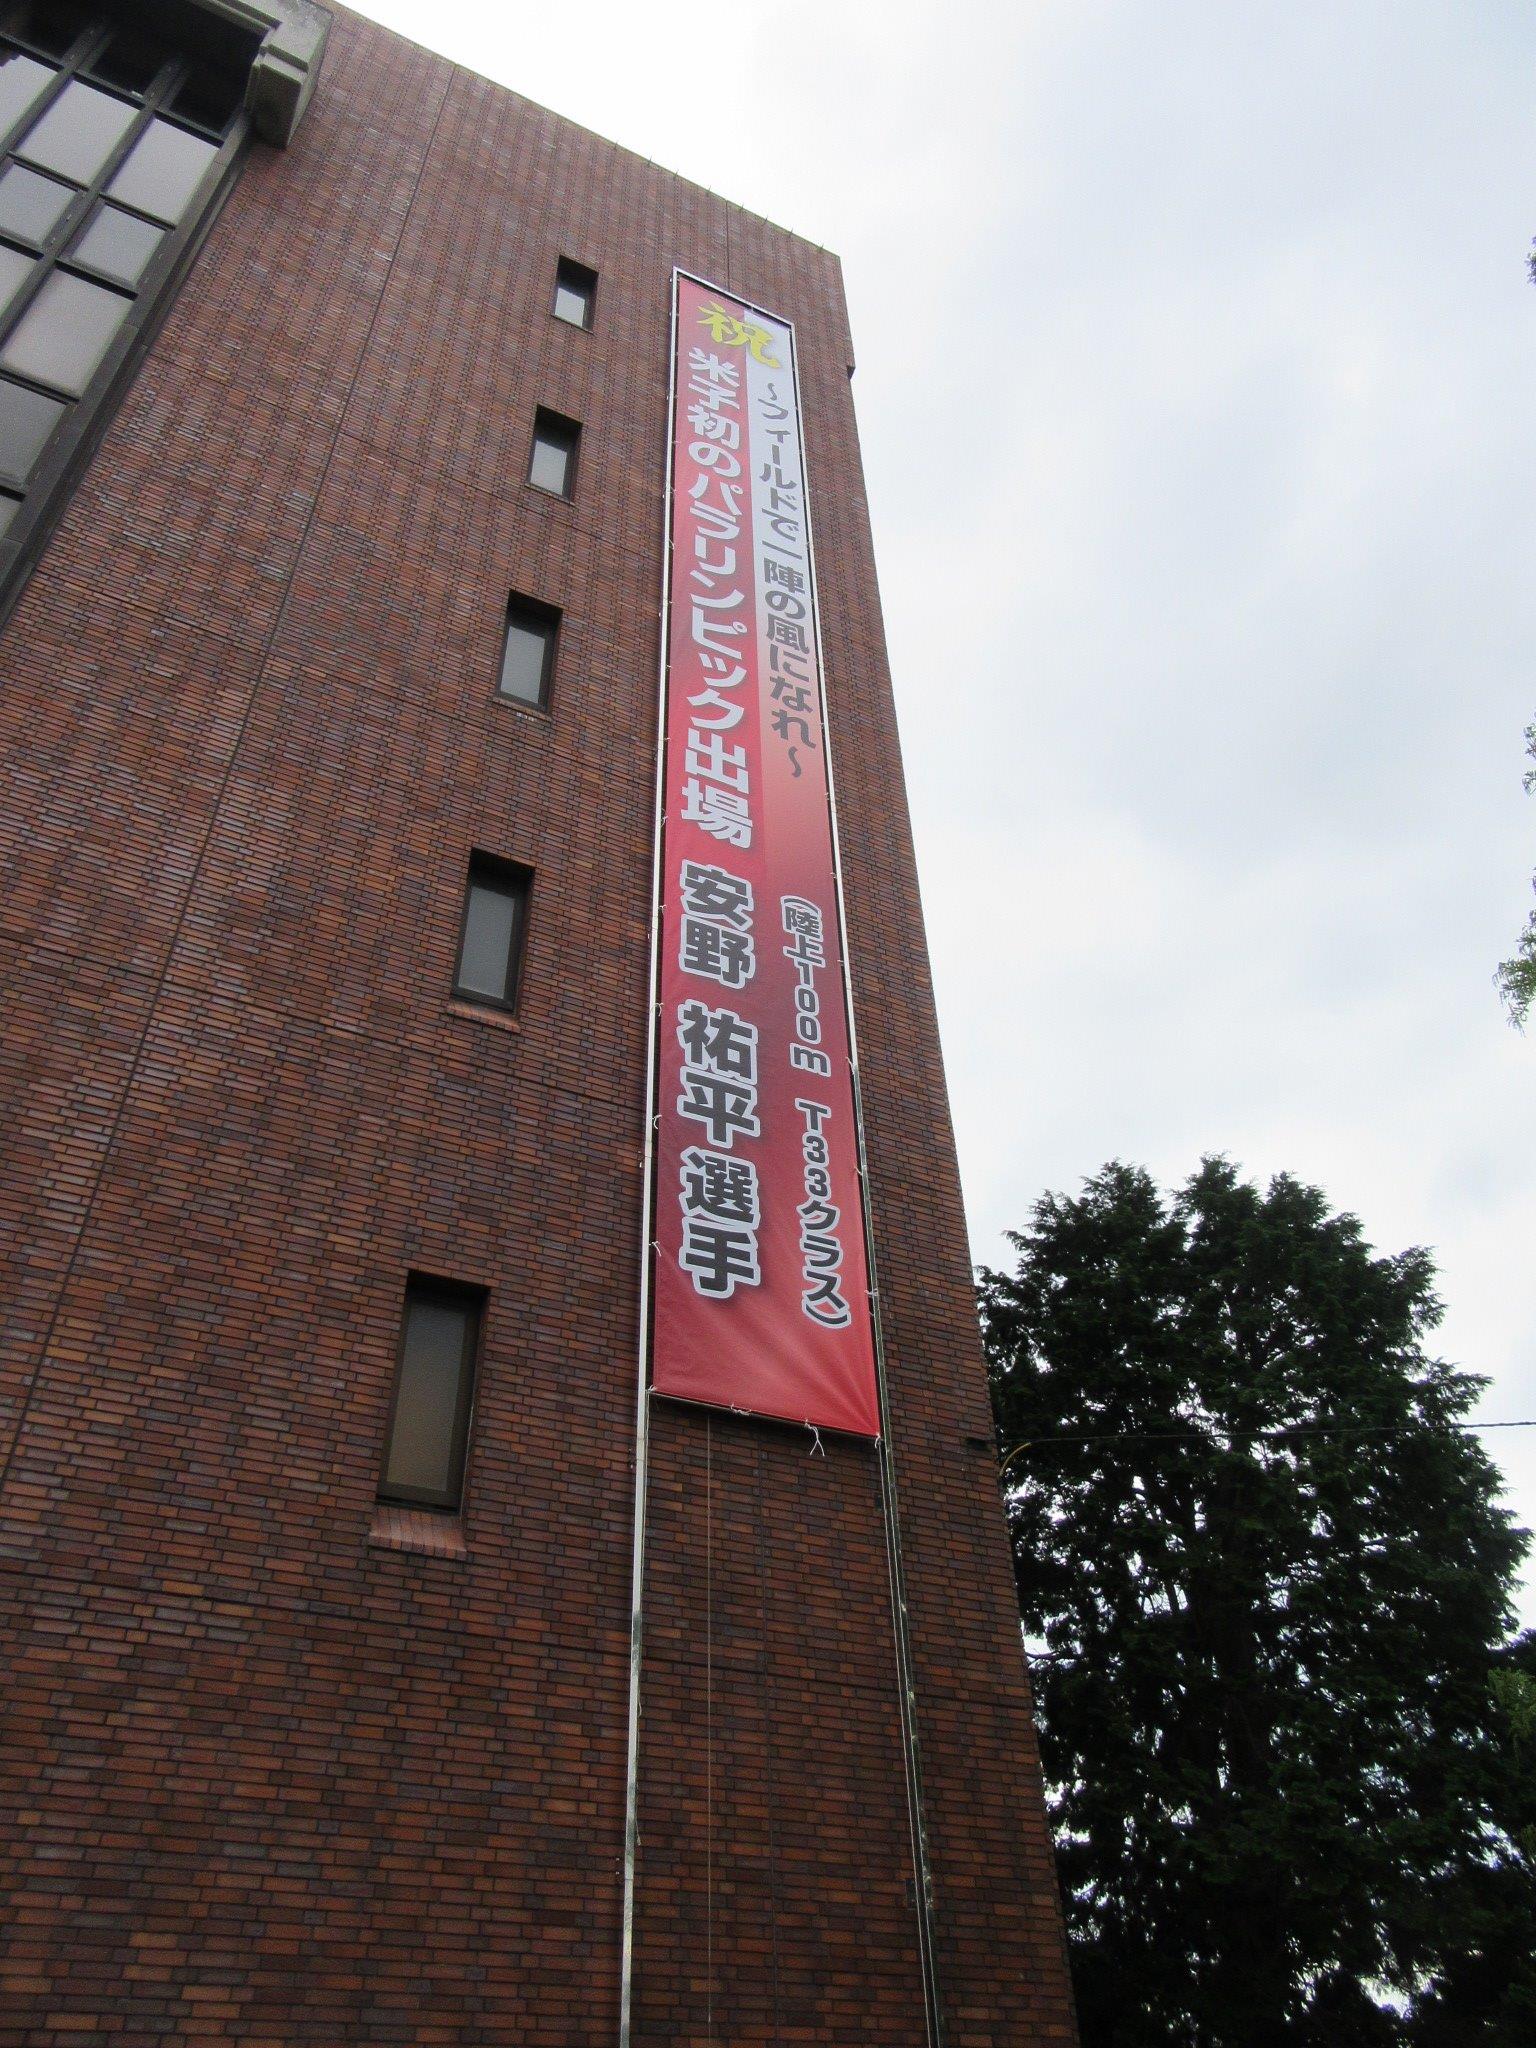 祝
～フィールドで一陣の風になれ～
(陸上100m T33クラス)
米子初のパラリンピック出場 安野 祐平選手